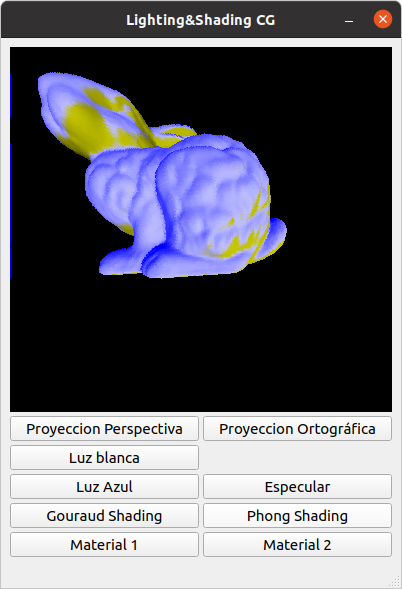 Lighting&Shading CG
Proyeccion Perspectiva
Proyeccion Ortográfica
Luz blanca
Luz Azul
Especular
Gouraud Shading
Phong Shading
Material 1
Material 2